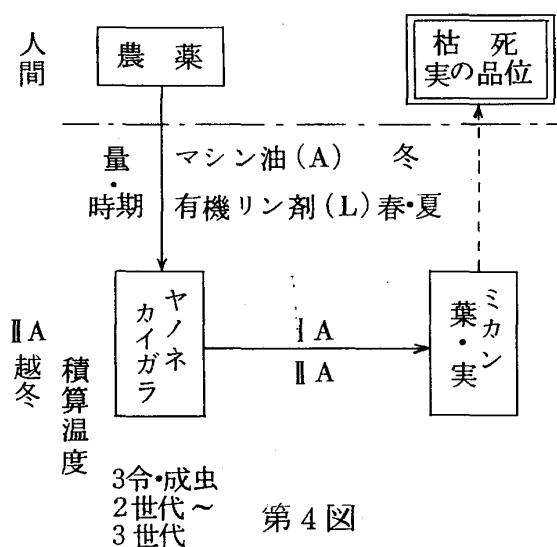 人間
農薬
枯死
実の品位
量・時期
マシン油(A) 冬
有機リン剤(L)春・夏
ヤノネカイガラ
ⅠA
ⅡA
ミカン
葉・実
ⅡA
越冬
積算温度
3令・成虫
2世代～
3世代
第4図